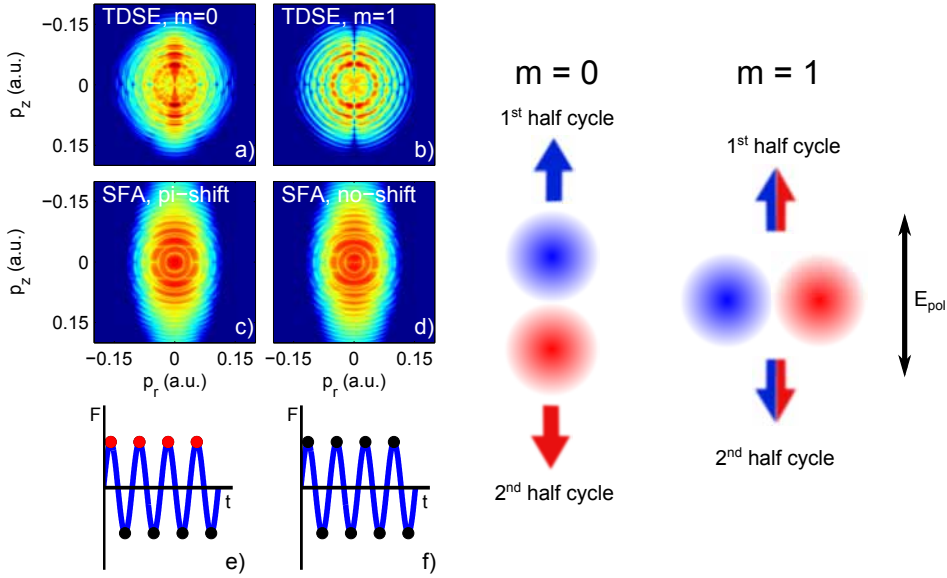 −0.15
TDSE, m=0
TDSE, m=1
p_z (a.u.)
0
0.15
a)
b)
−0.15
SFA, pi−shift
SFA, no−shift
p_z (a.u.)
0
0.15
c)
d)
−0.15
0
0.15
−0.15
0
0.15
p_r (a.u.)
p_r (a.u.)
F
t
e)
F
t
f)
m = 0
1st half cycle
2nd half cycle
m = 1
1st half cycle
2nd half cycle
E_pol